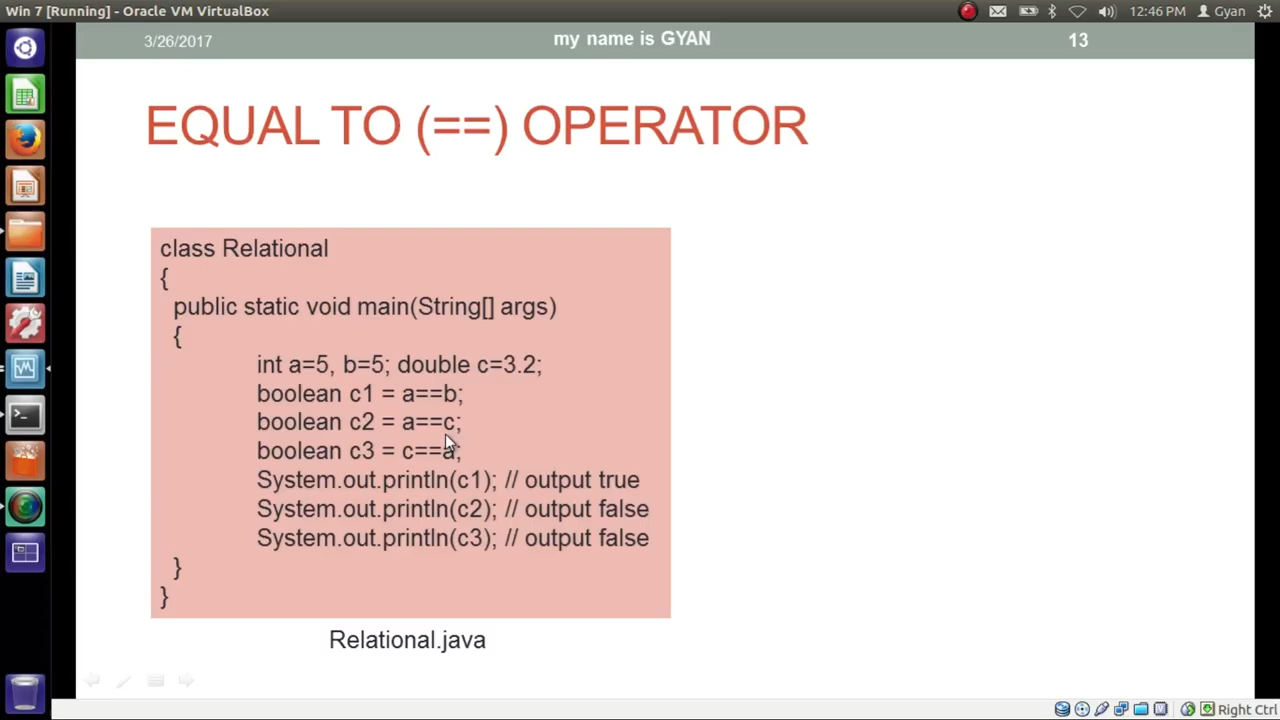 Win 7 [Running] - Oracle VM VirtualBox
12:46 PM
Gyan
3/26/2017
my name is GYAN
13
EQUAL TO (==) OPERATOR
class Relational
{
public static void main(String[] args)
{
int a=5, b=5; double c=3.2;
boolean c1 = a==b;
boolean c2 = a==c;
boolean c3 = c==a;
System.out.println(c1); // output true
System.out.println(c2); // output false
System.out.println(c3); // output false
}
}
Relational.java
Right Ctrl